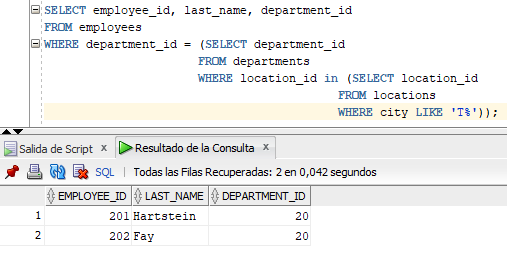 SELECT employee_id, last_name, department_id
FROM employees
WHERE department_id = (SELECT department_id
FROM departments
WHERE location_id in (SELECT location_id
FROM locations
WHERE city LIKE 'T%'));
Salida de Script x Resultado de la Consulta x
SQL | Todas las Filas Recuperadas: 2 en 0,042 segundos
EMPLOYEE_ID LAST_NAME DEPARTMENT_ID
1 201 Hartstein 20
2 202 Fay 20